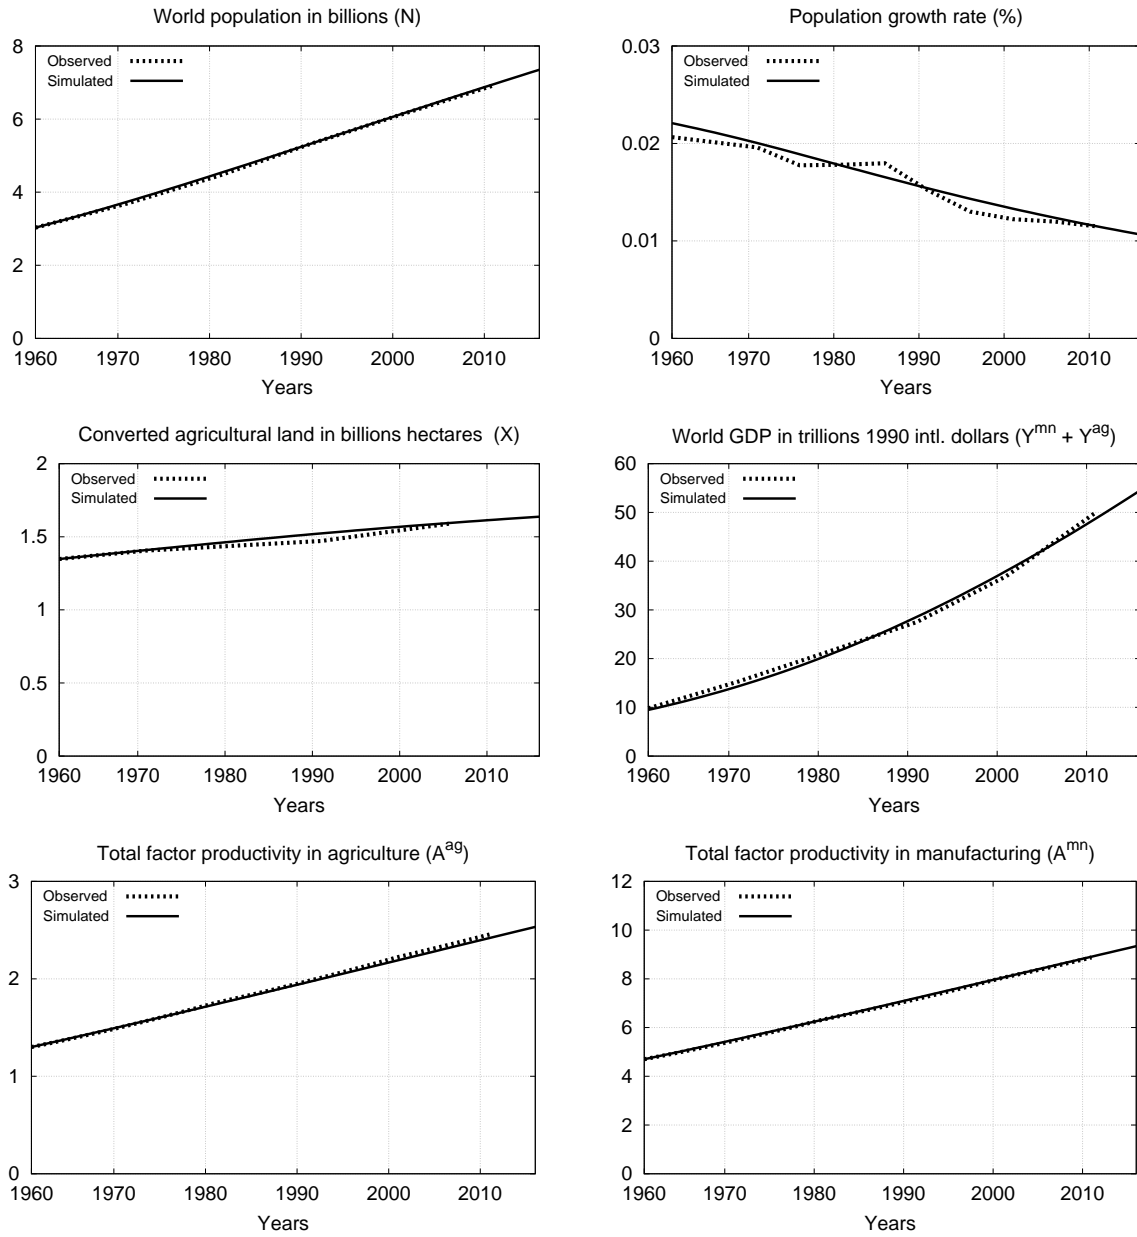 World population in billions (N)
8
6
4
2
0
Observed
Simulated
1960 1970 1980 1990 2000 2010
Years
Population growth rate (%)
0.03
0.02
0.01
0
Observed
Simulated
1960 1970 1980 1990 2000 2010
Years
Converted agricultural land in billions hectares (X)
2
1.5
1
0.5
0
Observed
Simulated
1960 1970 1980 1990 2000 2010
Years
World GDP in trillions 1990 intl. dollars (Y^mn + Y^ag)
60
50
40
30
20
10
0
Observed
Simulated
1960 1970 1980 1990 2000 2010
Years
Total factor productivity in agriculture (A^ag)
3
2
1
0
Observed
Simulated
1960 1970 1980 1990 2000 2010
Years
Total factor productivity in manufacturing (A^mn)
12
10
8
6
4
2
0
Observed
Simulated
1960 1970 1980 1990 2000 2010
Years